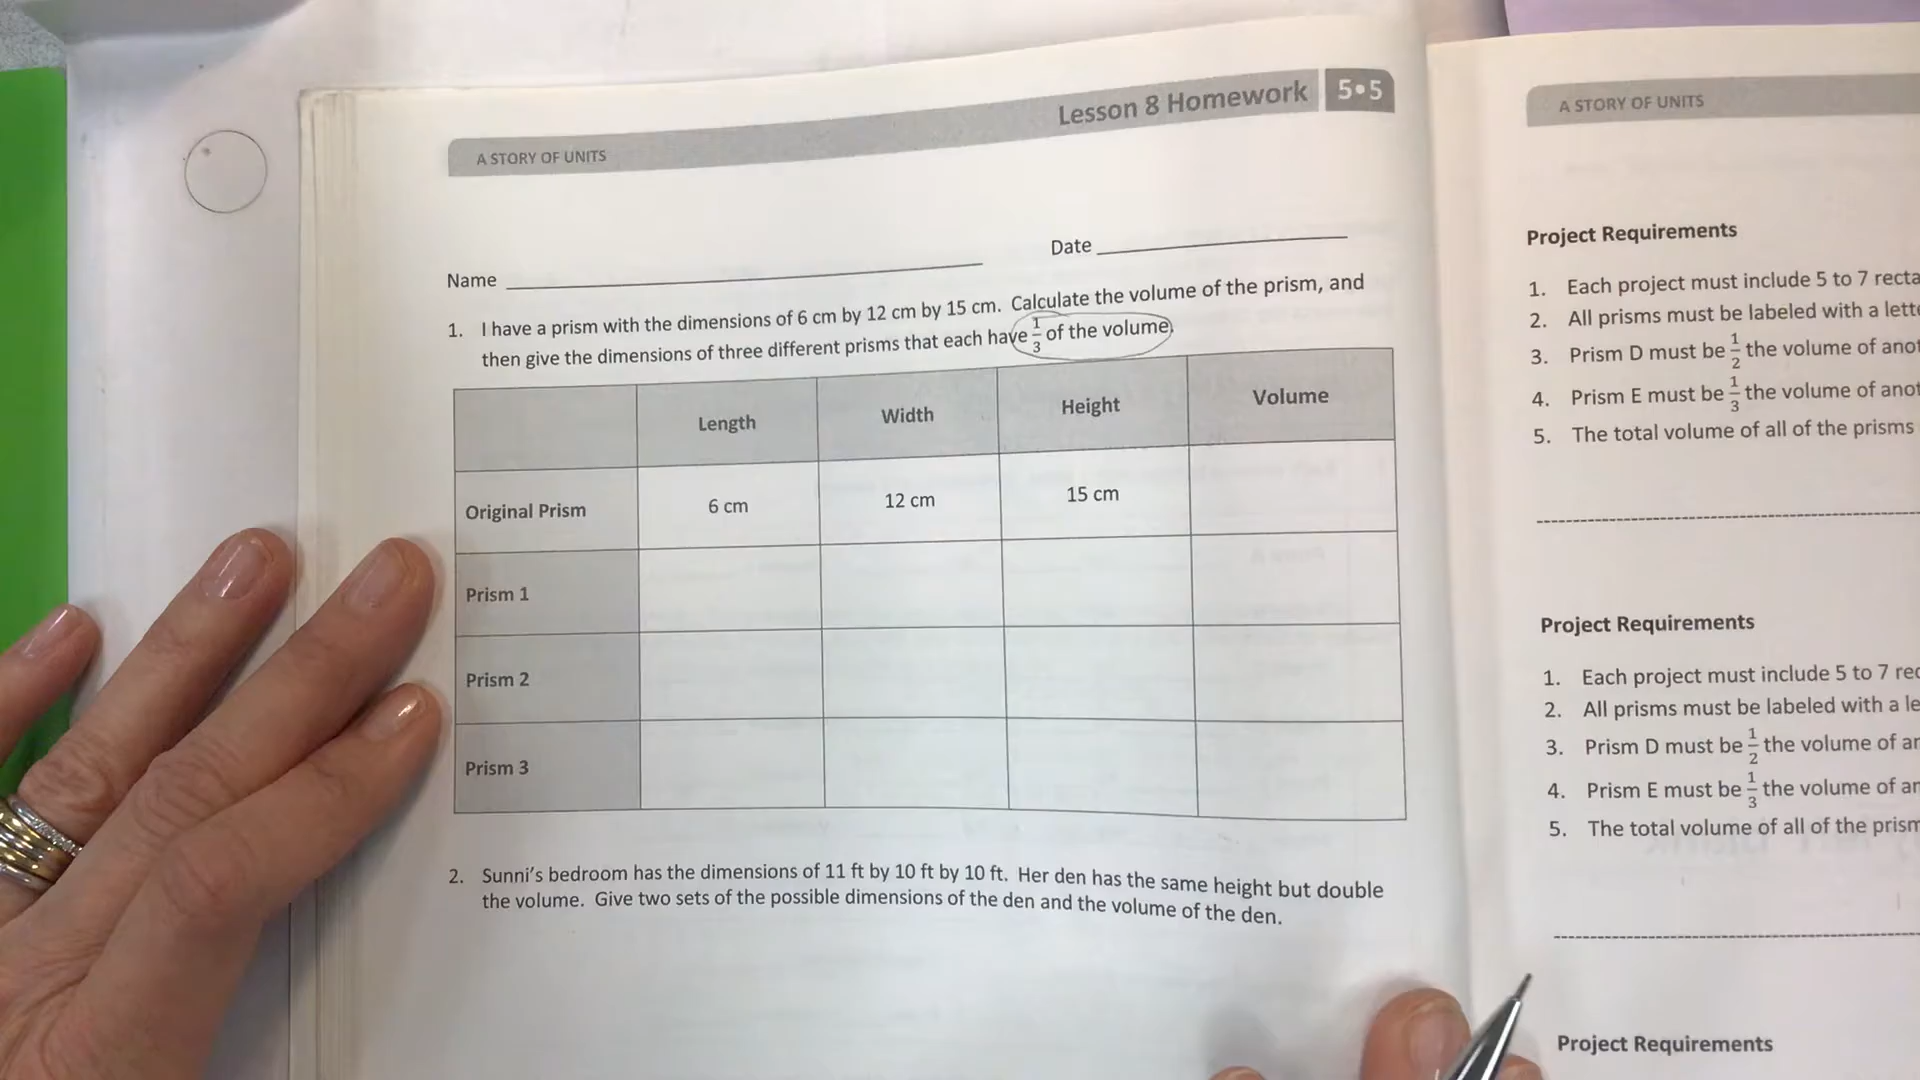 Lesson 8 Homework 5•5
A STORY OF UNITS
Name
Date
1. I have a prism with the dimensions of 6 cm by 12 cm by 15 cm. Calculate the volume of the prism, and
then give the dimensions of three different prisms that each have 1/3 of the volume.
Length Width Height Volume
Original Prism 6 cm 12 cm 15 cm
Prism 1
Prism 2
Prism 3
2. Sunni's bedroom has the dimensions of 11 ft by 10 ft by 10 ft. Her den has the same height but double
the volume. Give two sets of the possible dimensions of the den and the volume of the den.
A STORY OF UNITS
Project Requirements
1. Each project must include 5 to 7
2. All prisms must be labeled with a
3. Prism D must be 1/2 the volume of
4. Prism E must be 1/3 the volume of
5. The total volume of all of the prisms
Project Requirements
1. Each project must include 5 to 7
2. All prisms must be labeled with a
3. Prism D must be 1/2 the volume of
4. Prism E must be 1/3 the volume of
5. The total volume of all of the
Project Requirements